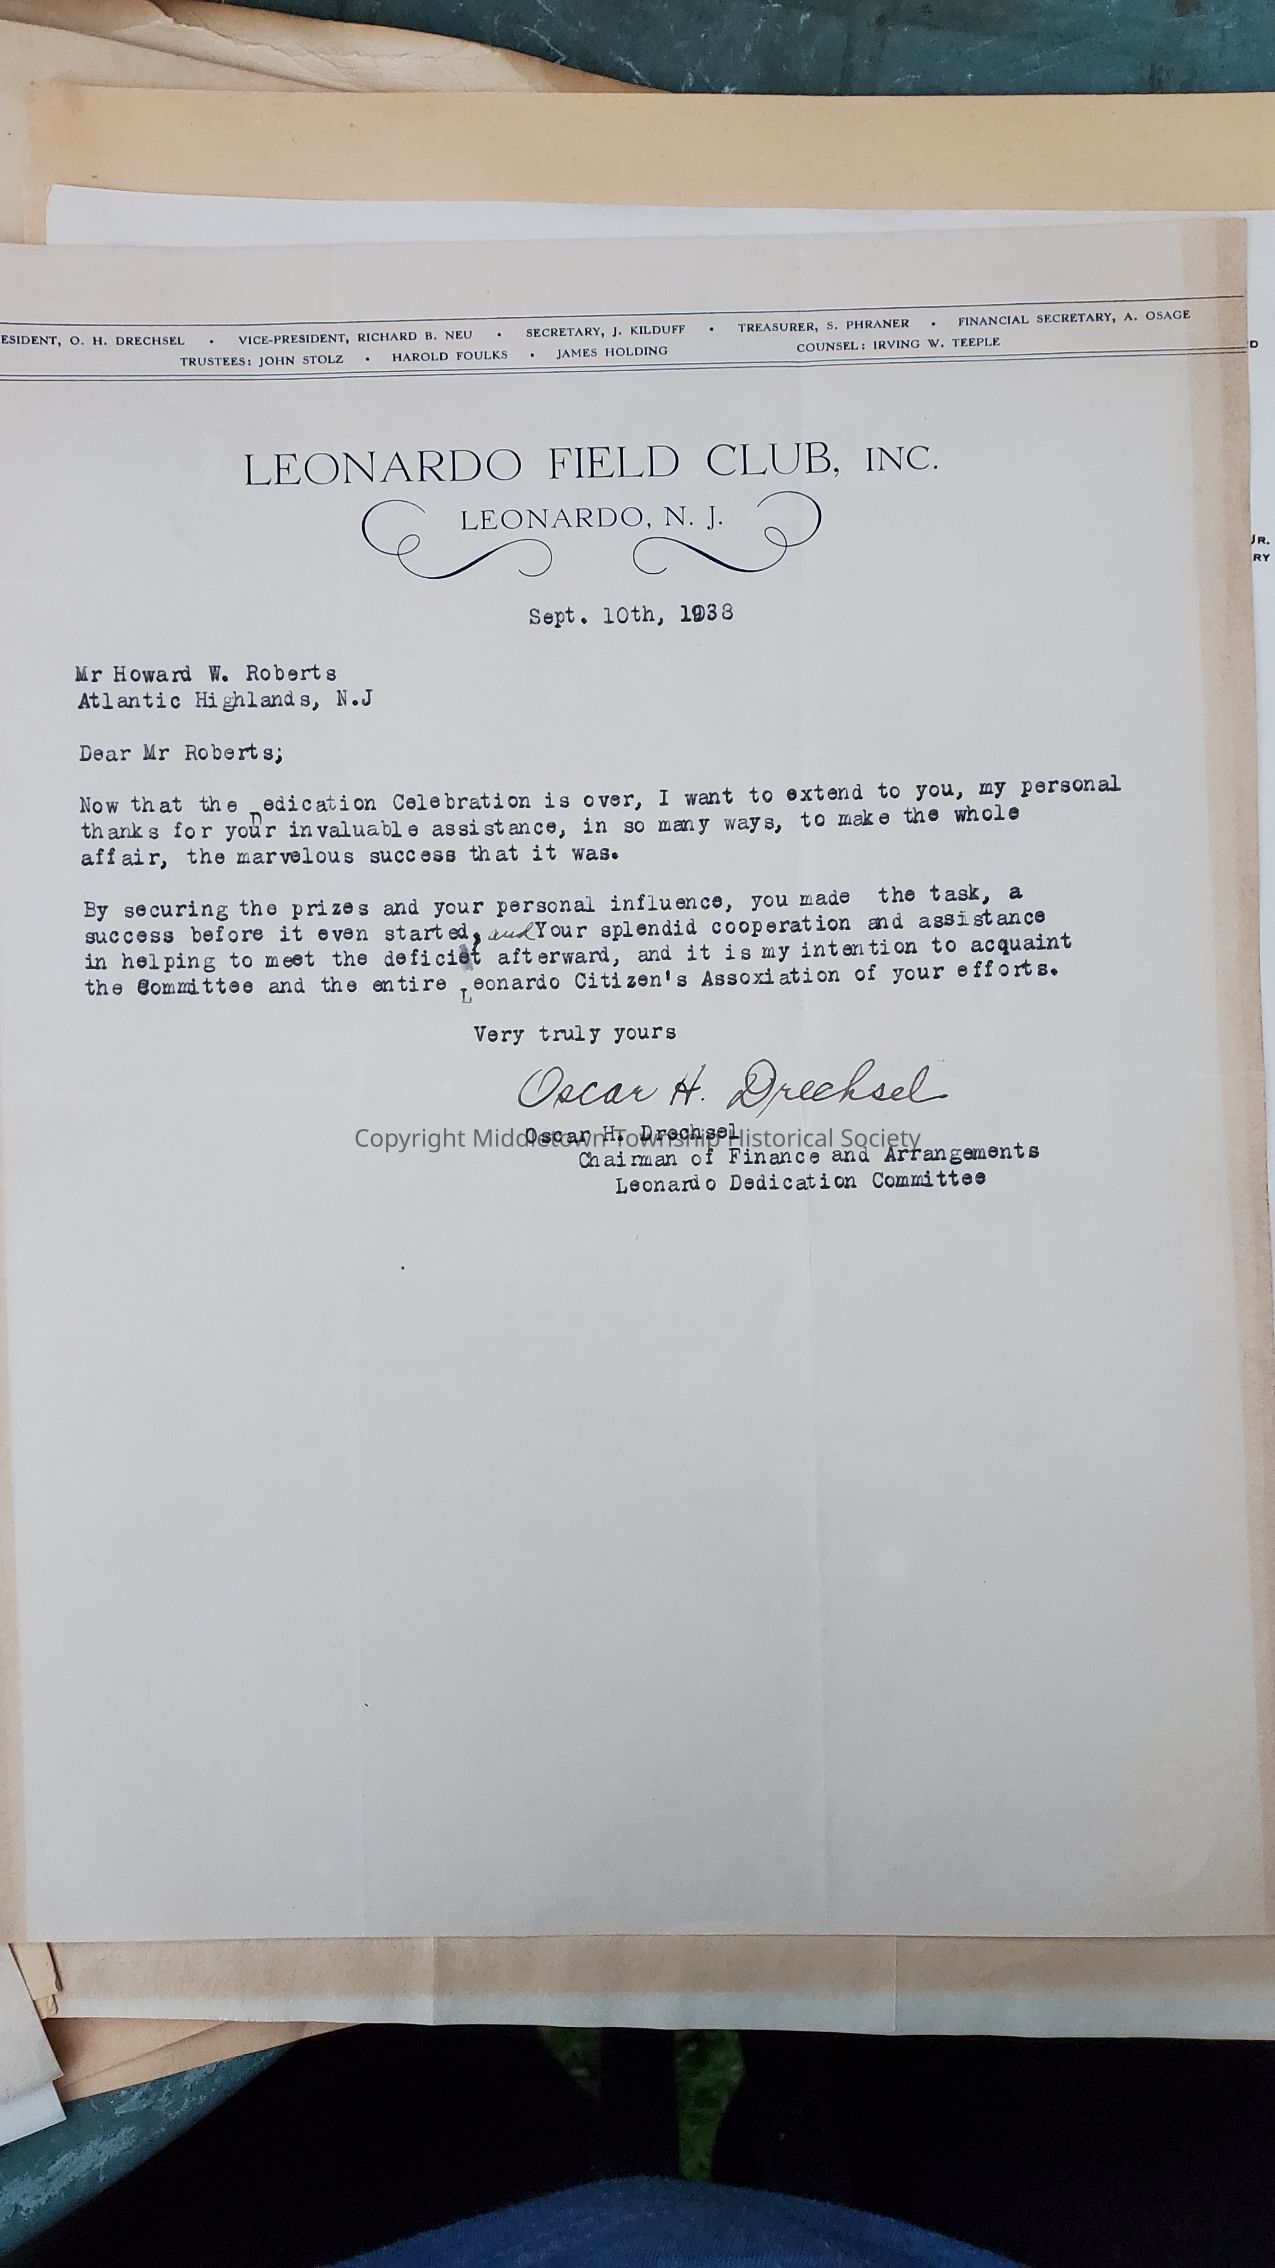 ESIDENT, O. H. DRECHSEL • VICE-PRESIDENT, RICHARD B. NEU • SECRETARY, J. KILDUFF • TREASURER, S. PHRANER • FINANCIAL SECRETARY, A. OSAGE
TRUSTEES: JOHN STOLZ • HAROLD FOULKS • JAMES HOLDING COUNSEL: IRVING W. TEEPLE
D
LEONARDO FIELD CLUB, INC.
LEONARDO, N. J.
JR.
RY
Sept. 10th, 1938
Mr Howard W. Roberts
Atlantic Highlands, N.J
Dear Mr Roberts;
Now that the Dedication Celebration is over, I want to extend to you, my personal
thanks for your invaluable assistance, in so many ways, to make the whole
affair, the marvelous success that it was.
By securing the prizes and your personal influence, you made the task, a
success before it even started, and Your splendid cooperation and assistance
in helping to meet the deficiet afterward, and it is my intention to acquaint
the Committee and the entire Leonardo Citizen's Assoxiation of your efforts.
Very truly yours
Oscar H. Drechsel
Oscar H. Drechsel
Copyright Middletown Township Historical Society
Chairman of Finance and Arrangements
Leonardo Dedication Committee